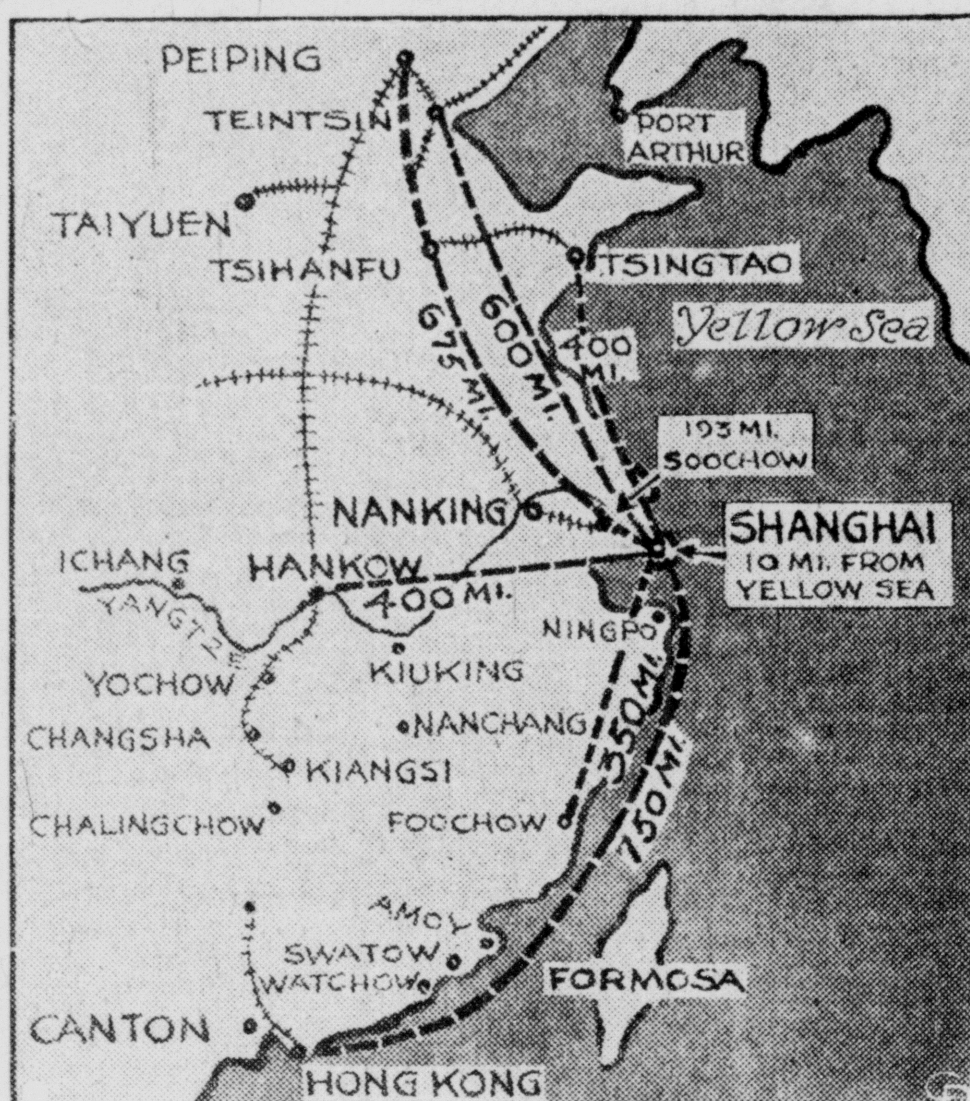 PEIPING
TEINTSIN
PORT
ARTHUR
TAIYUEN
TSIHANFU
TSINGTAO
Yellow Sea
675 MI.
600 MI.
400
MI.
193 MI.
SOOCHOW
NANKING
SHANGHAI
10 MI. FROM
YELLOW SEA
ICHANG
HANKOW
400 MI.
YANGTZE
NINGPO
YOCHOW
KIUKING
350 MI.
750 MI.
CHANGSHA
NANCHANG
KIANGSI
CHALINGCHOW
FOOCHOW
AMOY
SWATOW
WATCHOW
FORMOSA
CANTON
HONG KONG